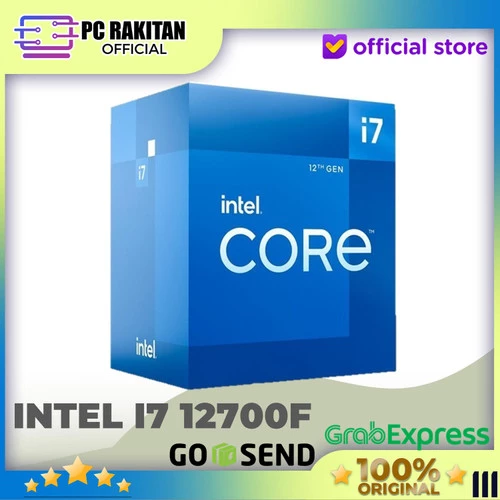 PC RAKITAN
OFFICIAL
official store
i7
i7
12TH GEN
intel.
CORE™
intel.
INTEL I7 12700F
GO SEND
GrabExpress
100%
ORIGINAL